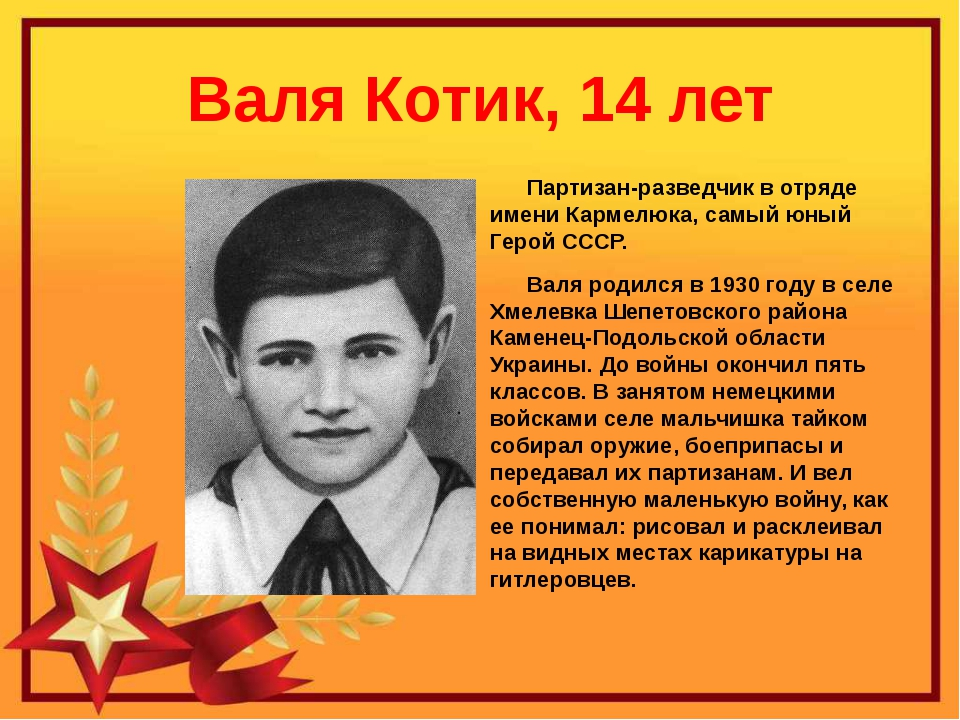 Валя Котик, 14 лет
Партизан-разведчик в отряде
имени Кармелюка, самый юный
Герой СССР.
Валя родился в 1930 году в селе
Хмелевка Шепетовского района
Каменец-Подольской области
Украины. До войны окончил пять
классов. В занятом немецкими
войсками селе мальчишка тайком
собирал оружие, боеприпасы и
передавал их партизанам. И вел
собственную маленькую войну, как
ее понимал: рисовал и расклеивал
на видных местах карикатуры на
гитлеровцев.